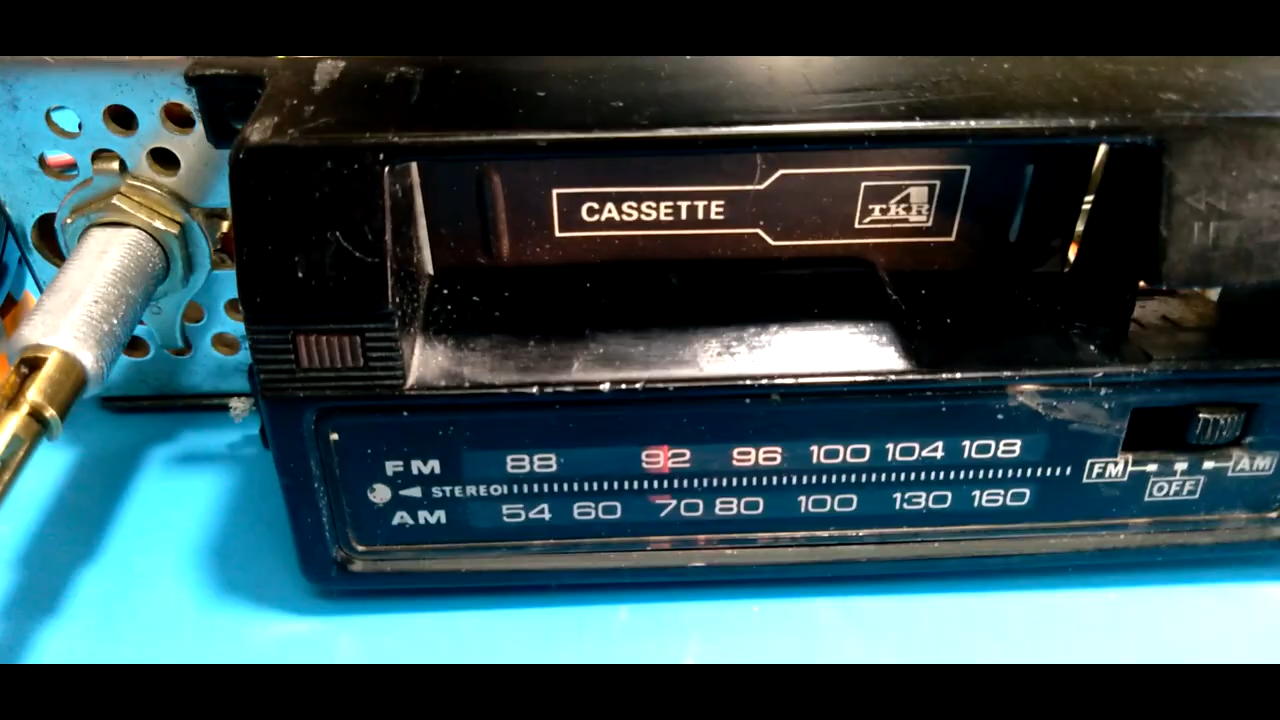 CASSETTE
TKR
FM 88 92 96 100 104 108
STEREO
AM 54 60 70 80 100 130 160
FM OFF AM